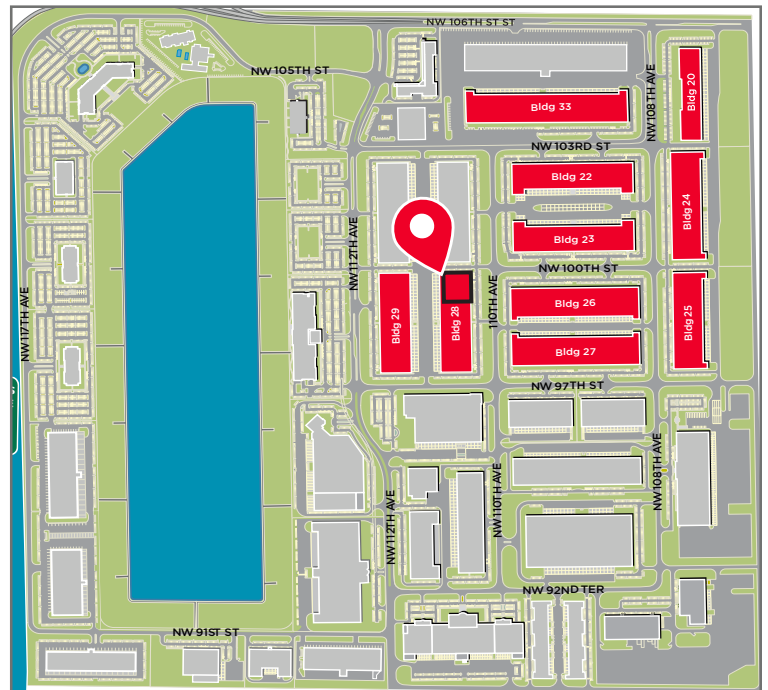 NW 106TH ST ST
NW 105TH ST
NW 108TH AVE
Bldg 20
Bldg 33
NW 103RD ST
Bldg 22
Bldg 24
Bldg 23
NW 112TH AVE
NW 100TH ST
NW 117TH AVE
Bldg 29
Bldg 28
110TH AVE
Bldg 26
Bldg 25
Bldg 27
NW 97TH ST
NW 108TH AVE
NW 112TH AVE
NW 110TH AVE
NW 92ND TER
NW 91ST ST